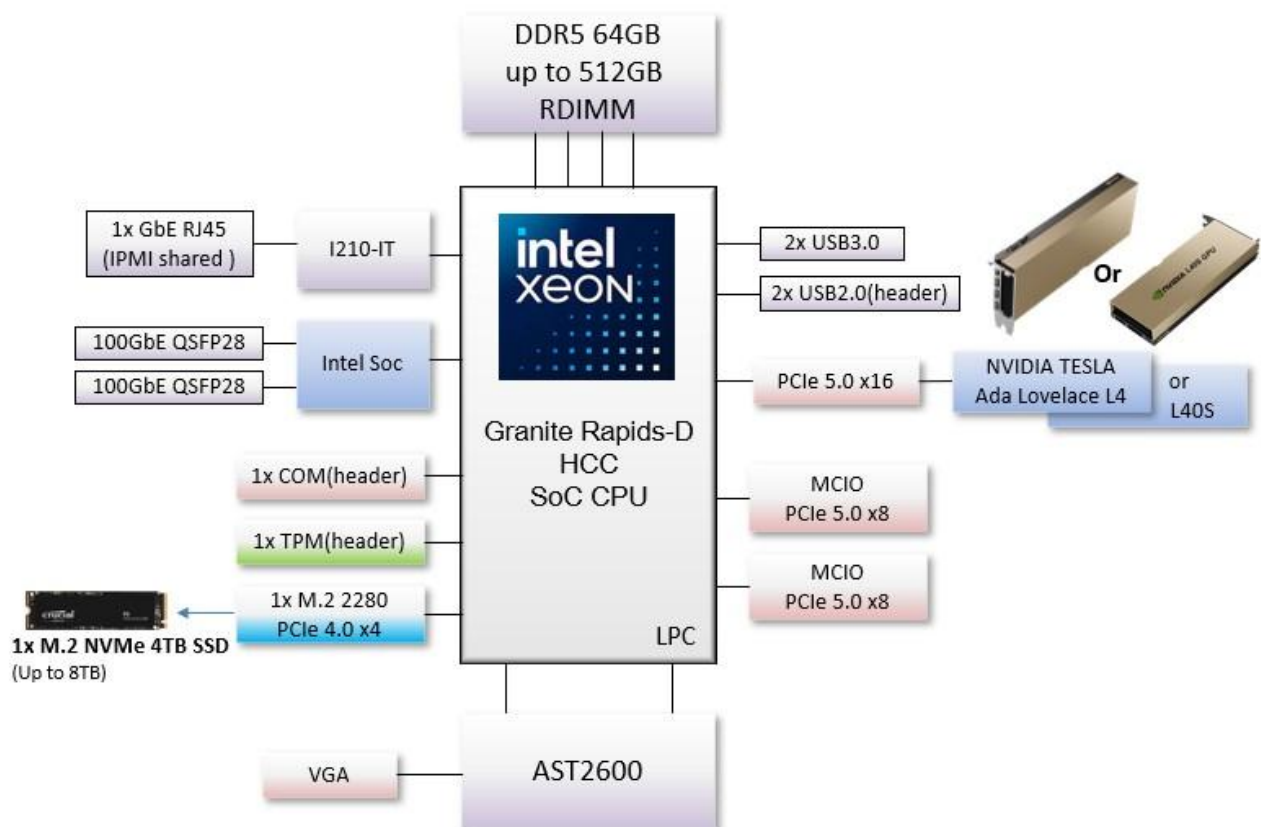 DDR5 64GB
up to 512GB
RDIMM
1x GbE RJ45
(IPMI shared )
I210-IT
100GbE QSFP28
100GbE QSFP28
Intel Soc
1x COM(header)
1x TPM(header)
1x M.2 2280
PCIe 4.0 x4
crucial
1x M.2 NVMe 4TB SSD
(Up to 8TB)
intel
xeon
Granite Rapids-D
HCC
SoC CPU
LPC
2x USB3.0
2x USB2.0(header)
Or
NVIDIA L40S GPU
PCIe 5.0 x16
NVIDIA TESLA
Ada Lovelace L4
or
L40S
MCIO
PCIe 5.0 x8
MCIO
PCIe 5.0 x8
VGA
AST2600